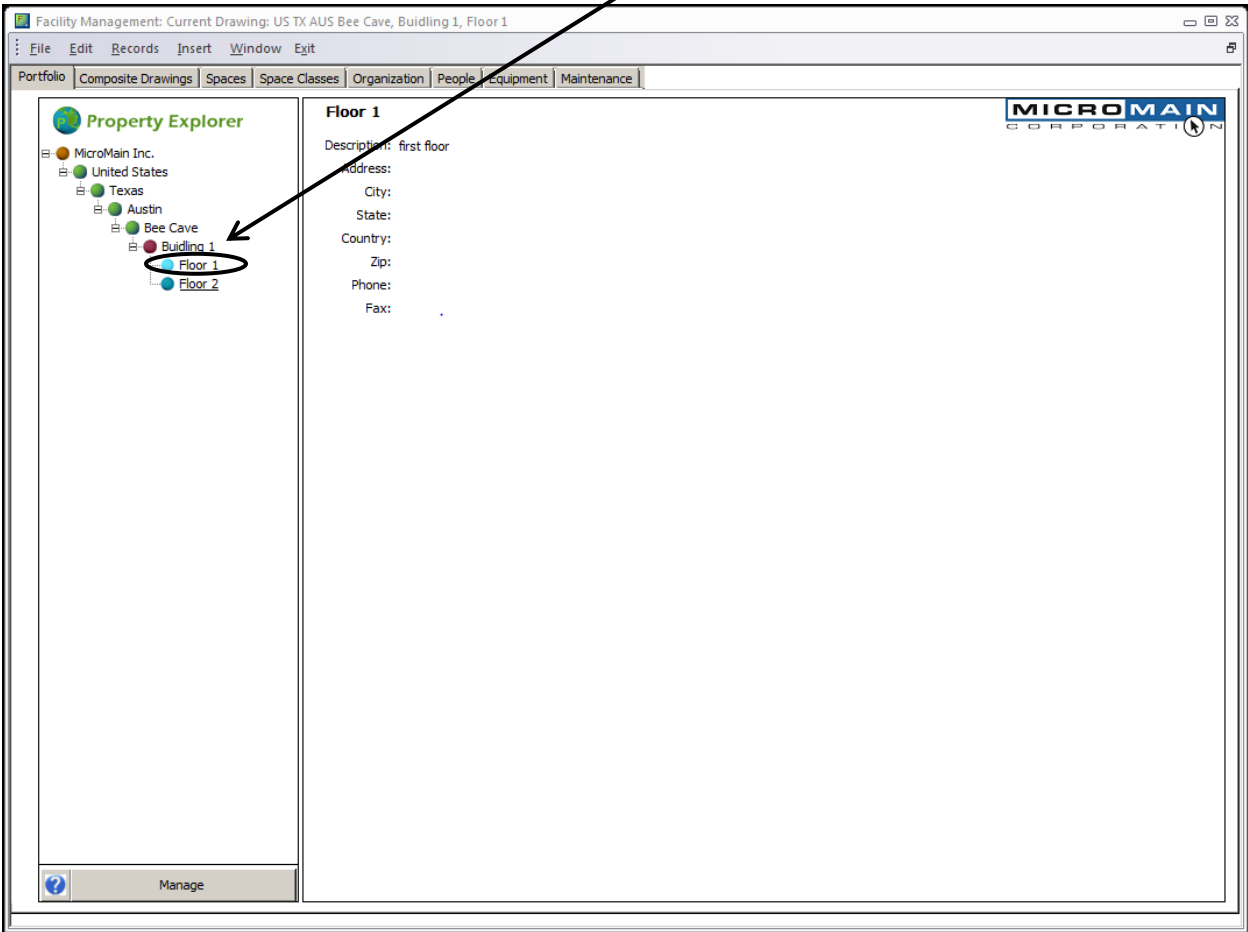 Facility Management: Current Drawing: US TX AUS Bee Cave, Buidling 1, Floor 1
File Edit Records Insert Window Exit
Portfolio Composite Drawings Spaces Space Classes Organization People Equipment Maintenance
Property Explorer
MicroMain Inc.
United States
Texas
Austin
Bee Cave
Buidling 1
Floor 1
Floor 2
Manage
Floor 1
MICROMAIN
CORPORATION
Description: first floor
Address:
City:
State:
Country:
Zip:
Phone:
Fax: